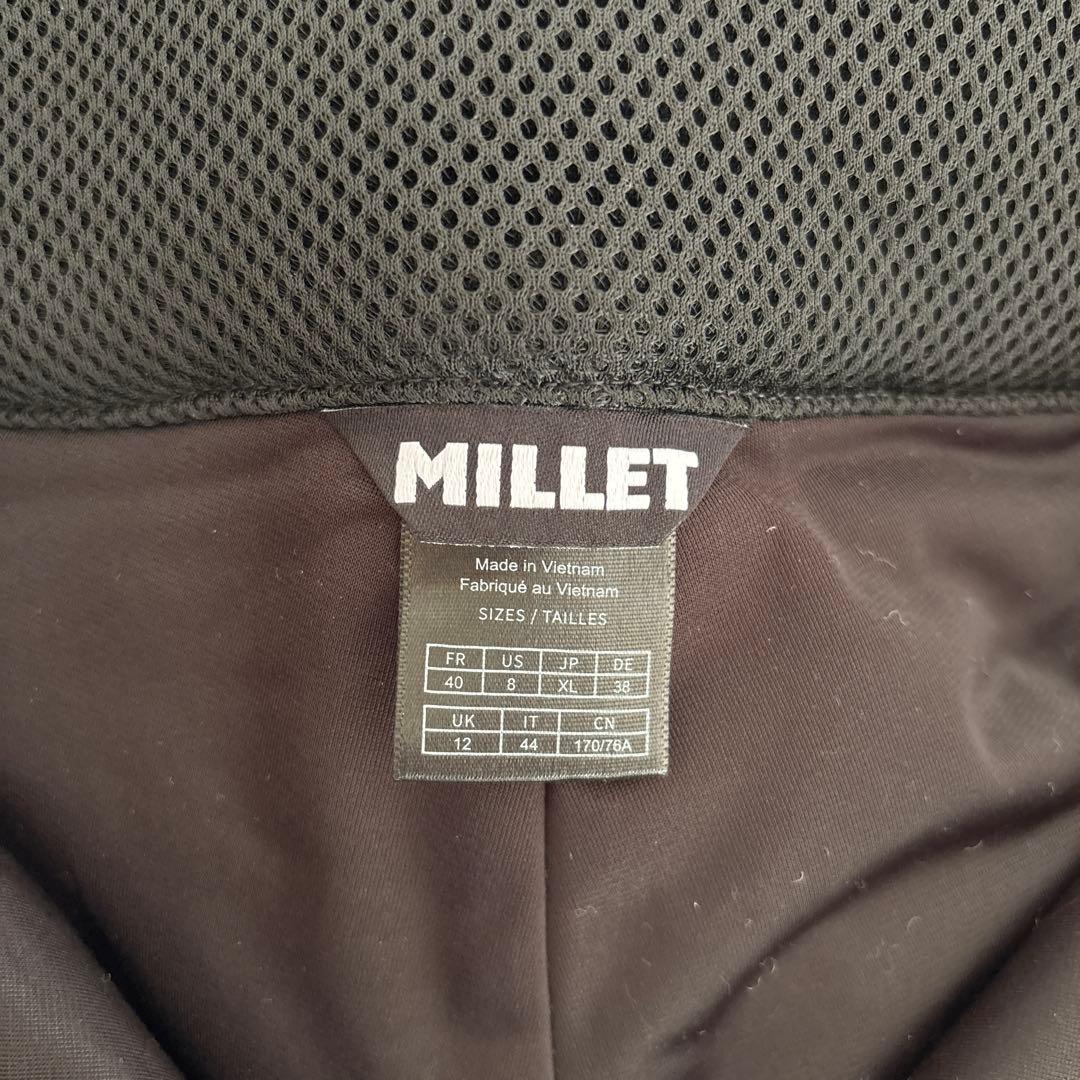 MILLET
Made in Vietnam
Fabriqué au Vietnam
SIZES / TAILLES
FR US JP DE
40 8 XL 38
UK IT CN
12 44 170/76A